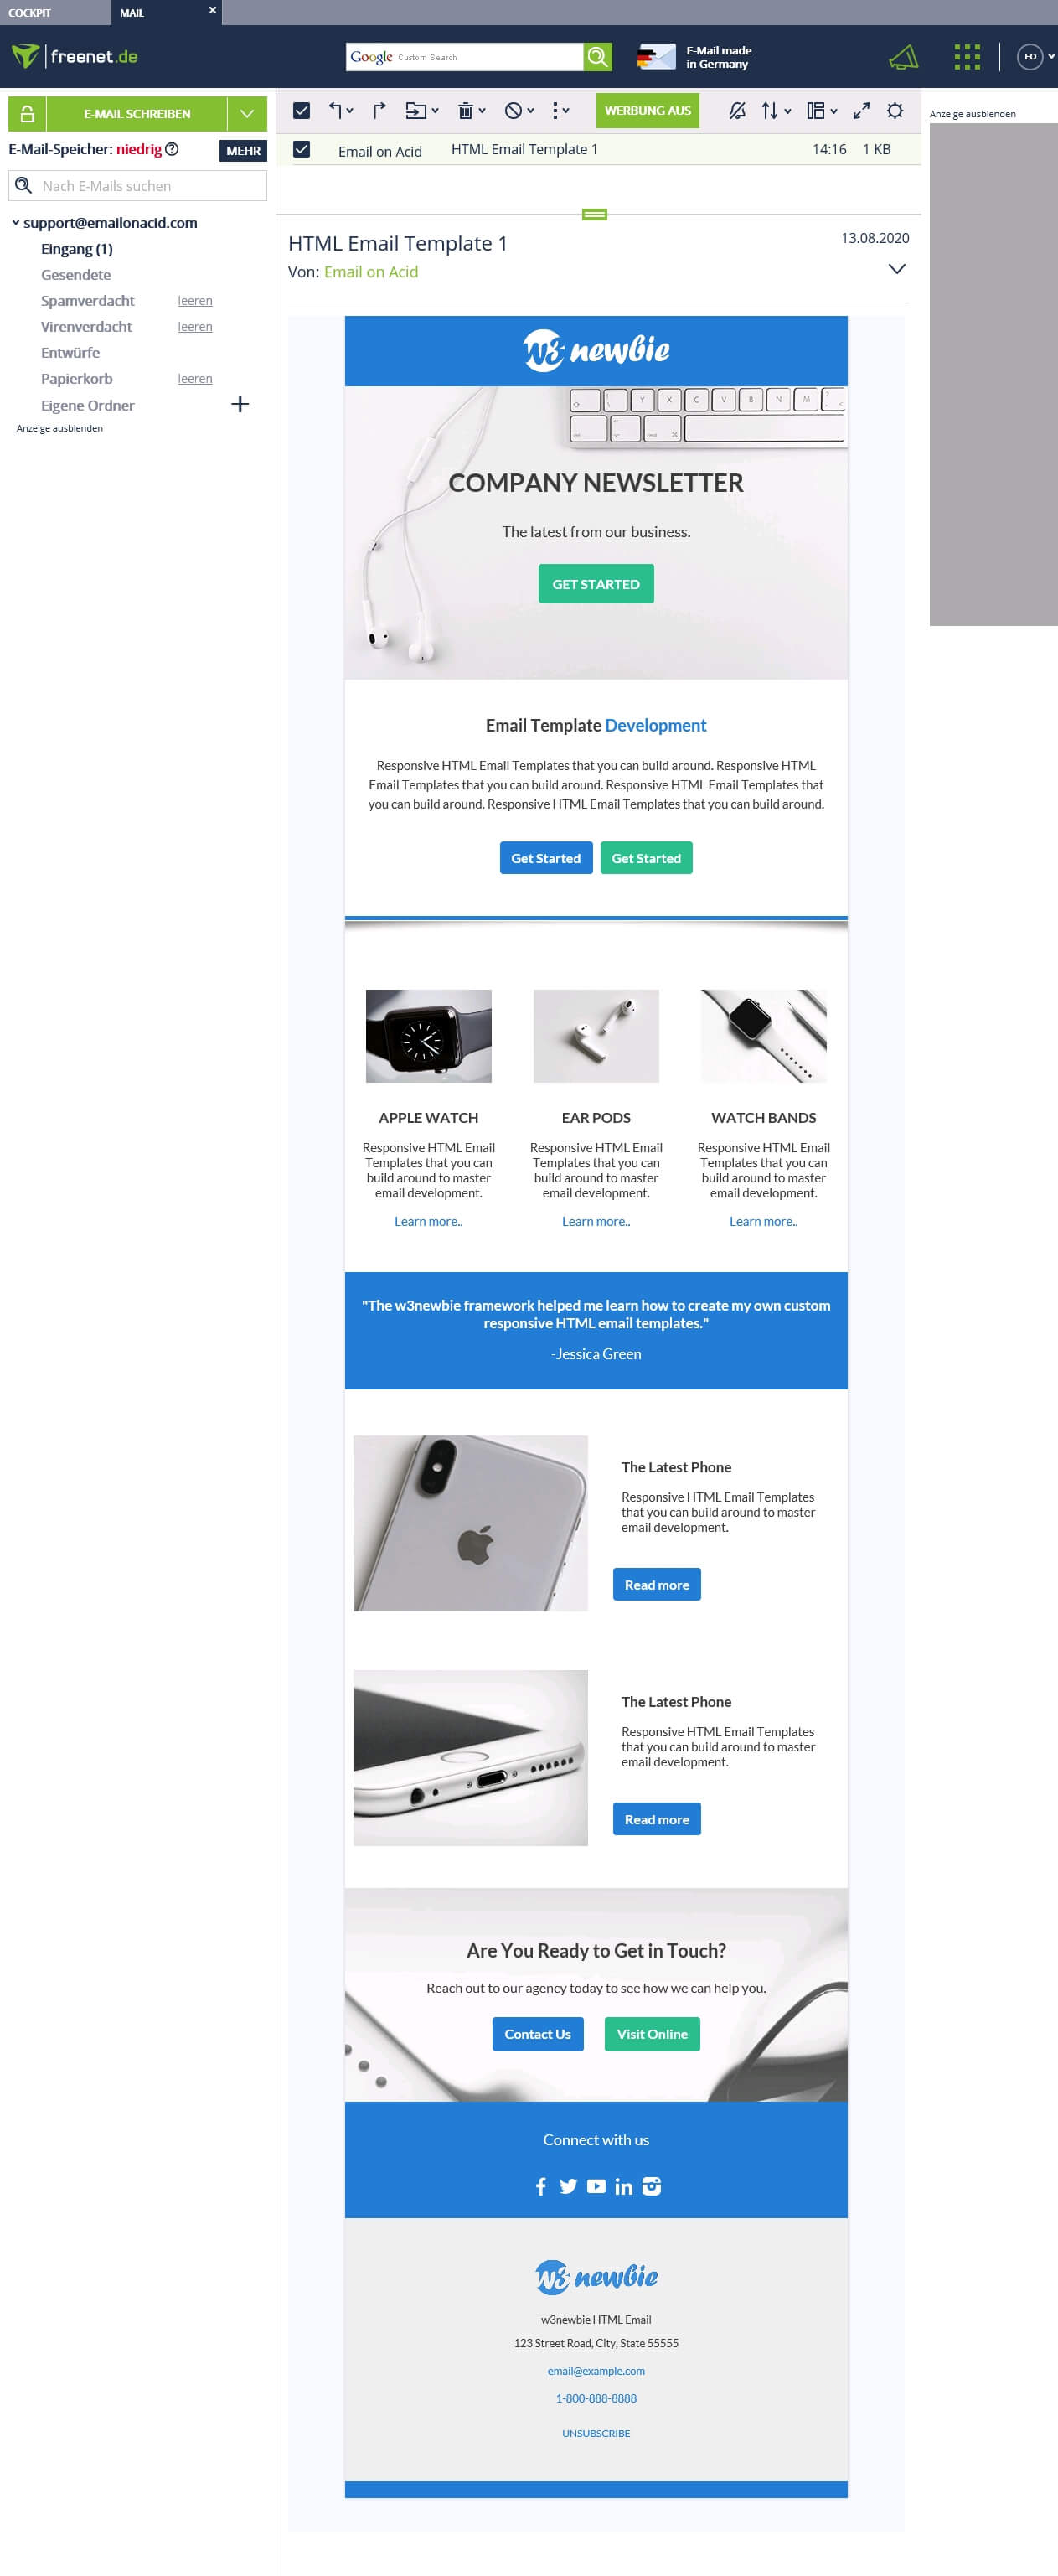 COCKPIT
MAIL
freenet.de
Google Custom Search
E-Mail made
in Germany
EO
E-MAIL SCHREIBEN
WERBUNG AUS
Anzeige ausblenden
E-Mail-Speicher: niedrig
MEHR
Email on Acid HTML Email Template 1 14:16 1 KB
Nach E-Mails suchen
support@emailonacid.com
Eingang (1)
Gesendete
Spamverdacht leeren
Virenverdacht leeren
Entwürfe
Papierkorb leeren
Eigene Ordner
Anzeige ausblenden
HTML Email Template 1
13.08.2020
Von: Email on Acid
w3 newbie
COMPANY NEWSLETTER
The latest from our business.
GET STARTED
Email Template Development
Responsive HTML Email Templates that you can build around. Responsive HTML
Email Templates that you can build around. Responsive HTML Email Templates that
you can build around. Responsive HTML Email Templates that you can build around.
Get Started
Get Started
APPLE WATCH
Responsive HTML Email
Templates that you can
build around to master
email development.
Learn more..
EAR PODS
Responsive HTML Email
Templates that you can
build around to master
email development.
Learn more..
WATCH BANDS
Responsive HTML Email
Templates that you can
build around to master
email development.
Learn more..
"The w3newbie framework helped me learn how to create my own custom
responsive HTML email templates."
-Jessica Green
The Latest Phone
Responsive HTML Email Templates
that you can build around to master
email development.
Read more
The Latest Phone
Responsive HTML Email Templates
that you can build around to master
email development.
Read more
Are You Ready to Get in Touch?
Reach out to our agency today to see how we can help you.
Contact Us
Visit Online
Connect with us
w3 newbie
w3newbie HTML Email
123 Street Road, City, State 55555
email@example.com
1-800-888-8888
UNSUBSCRIBE